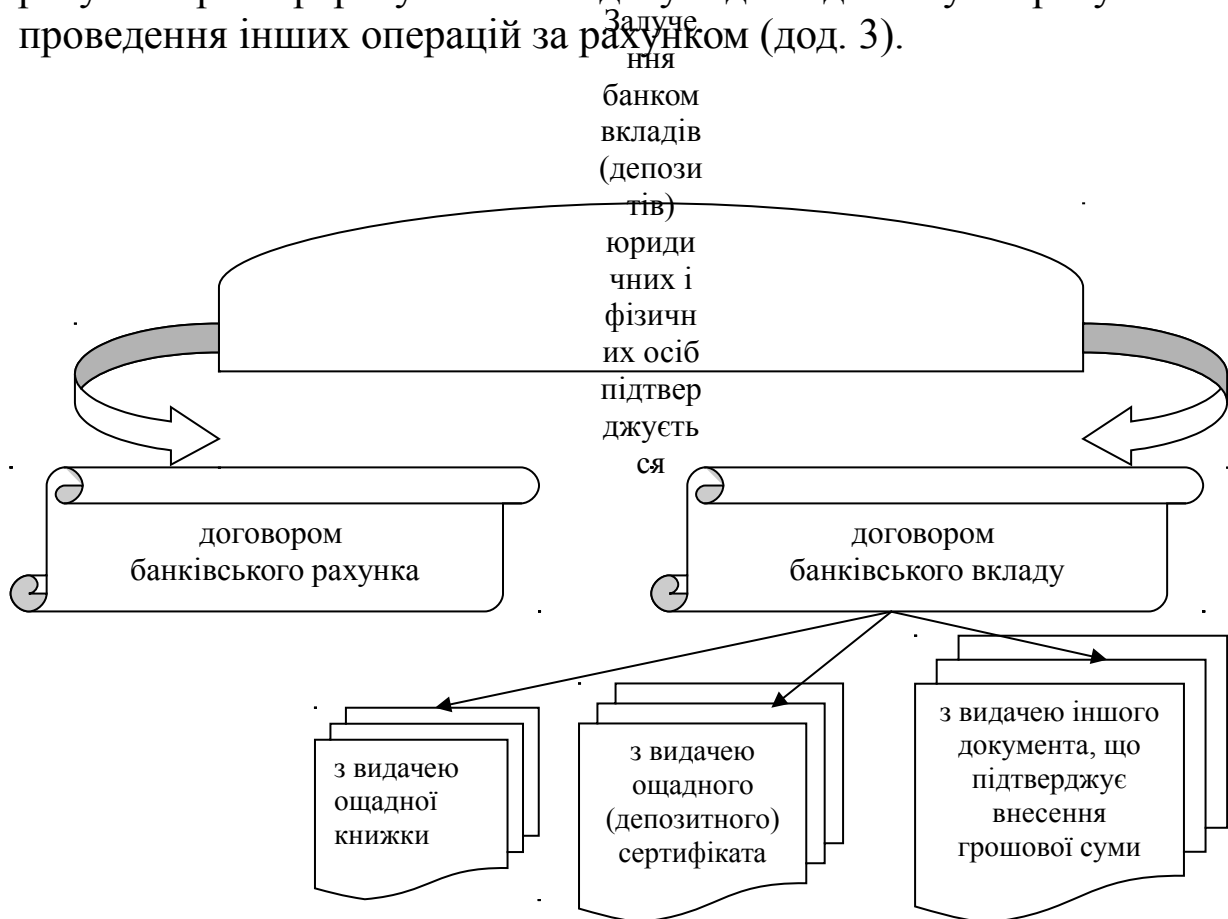 проведення інших операцій за рахунком (дод. 3).
Залуче
ння
банком
вкладів
(депози
тів)
юриди
чних і
фізичн
их осіб
підтвер
джуєть
ся
договором
банківського рахунка
договором
банківського вкладу
з видачею
ощадної
книжки
з видачею
ощадного
(депозитного)
сертифіката
з видачею іншого
документа, що
підтверджує
внесення
грошової суми